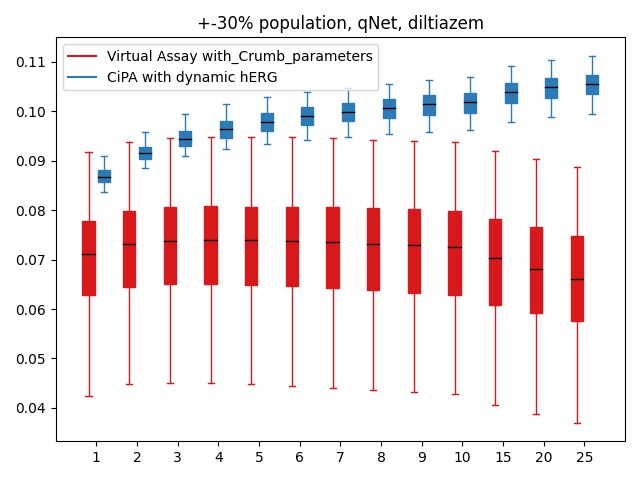 +-30% population, qNet, diltiazem
Virtual Assay with_Crumb_parameters
CiPA with dynamic hERG
0.11
0.10
0.09
0.08
0.07
0.06
0.05
0.04
1 2 3 4 5 6 7 8 9 10 15 20 25